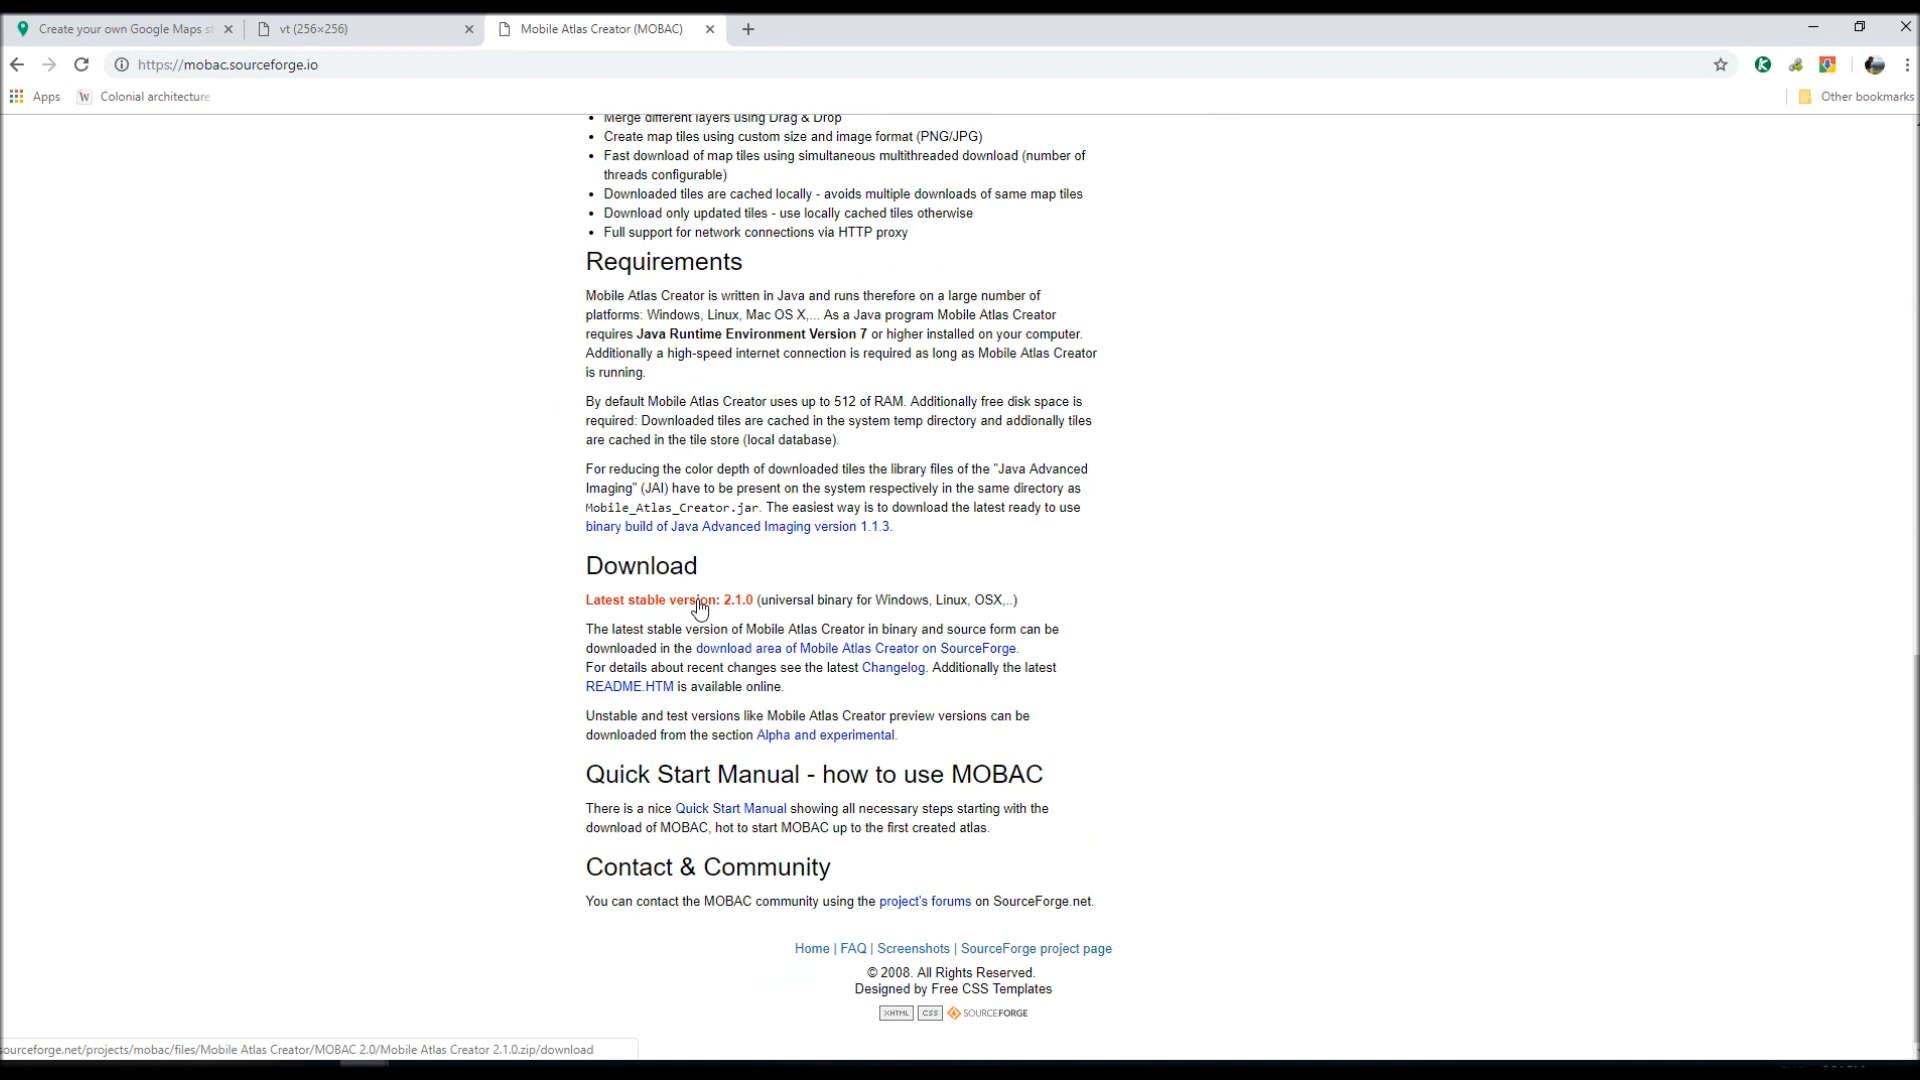 Create your own Google Maps st
vt (256×256)
Mobile Atlas Creator (MOBAC)
https://mobac.sourceforge.io
Apps
W Colonial architecture
Other bookmarks
Merge different layers using Drag & Drop
Create map tiles using custom size and image format (PNG/JPG)
Fast download of map tiles using simultaneous multithreaded download (number of
threads configurable)
Downloaded tiles are cached locally - avoids multiple downloads of same map tiles
Download only updated tiles - use locally cached tiles otherwise
Full support for network connections via HTTP proxy
Requirements
Mobile Atlas Creator is written in Java and runs therefore on a large number of
platforms: Windows, Linux, Mac OS X,... As a Java program Mobile Atlas Creator
requires Java Runtime Environment Version 7 or higher installed on your computer.
Additionally a high-speed internet connection is required as long as Mobile Atlas Creator
is running.
By default Mobile Atlas Creator uses up to 512 of RAM. Additionally free disk space is
required: Downloaded tiles are cached in the system temp directory and addionally tiles
are cached in the tile store (local database).
For reducing the color depth of downloaded tiles the library files of the "Java Advanced
Imaging" (JAI) have to be present on the system respectively in the same directory as
Mobile_Atlas_Creator.jar. The easiest way is to download the latest ready to use
binary build of Java Advanced Imaging version 1.1.3.
Download
Latest stable version: 2.1.0 (universal binary for Windows, Linux, OSX,..)
The latest stable version of Mobile Atlas Creator in binary and source form can be
downloaded in the download area of Mobile Atlas Creator on SourceForge.
For details about recent changes see the latest Changelog. Additionally the latest
README.HTM is available online.
Unstable and test versions like Mobile Atlas Creator preview versions can be
downloaded from the section Alpha and experimental.
Quick Start Manual - how to use MOBAC
There is a nice Quick Start Manual showing all necessary steps starting with the
download of MOBAC, hot to start MOBAC up to the first created atlas.
Contact & Community
You can contact the MOBAC community using the project's forums on SourceForge.net.
Home | FAQ | Screenshots | SourceForge project page
© 2008. All Rights Reserved.
Designed by Free CSS Templates
XHTML CSS SOURCEFORGE
sourceforge.net/projects/mobac/files/Mobile Atlas Creator/MOBAC 2.0/Mobile Atlas Creator 2.1.0.zip/download